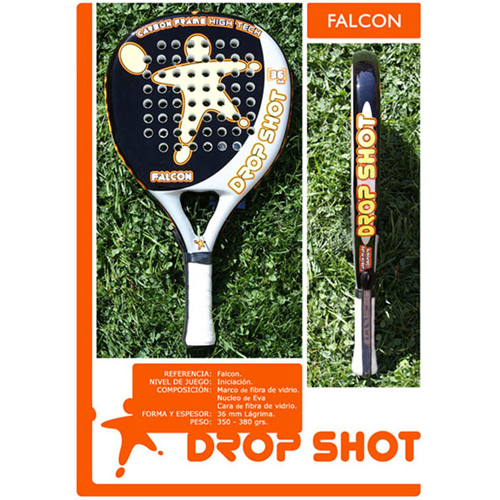 FALCON
CARBON FRAME HIGH TECH
36
DROP SHOT
FALCON
DROP SHOT
REFERENCIA: Falcon.
NIVEL DE JUEGO: Iniciación.
COMPOSICIÓN: Marco de fibra de vidrio.
Nucleo de Eva
Cara de fibra de vidrio.
FORMA Y ESPESOR: 36 mm Lágrima.
PESO: 350 - 380 grs.
DROP SHOT